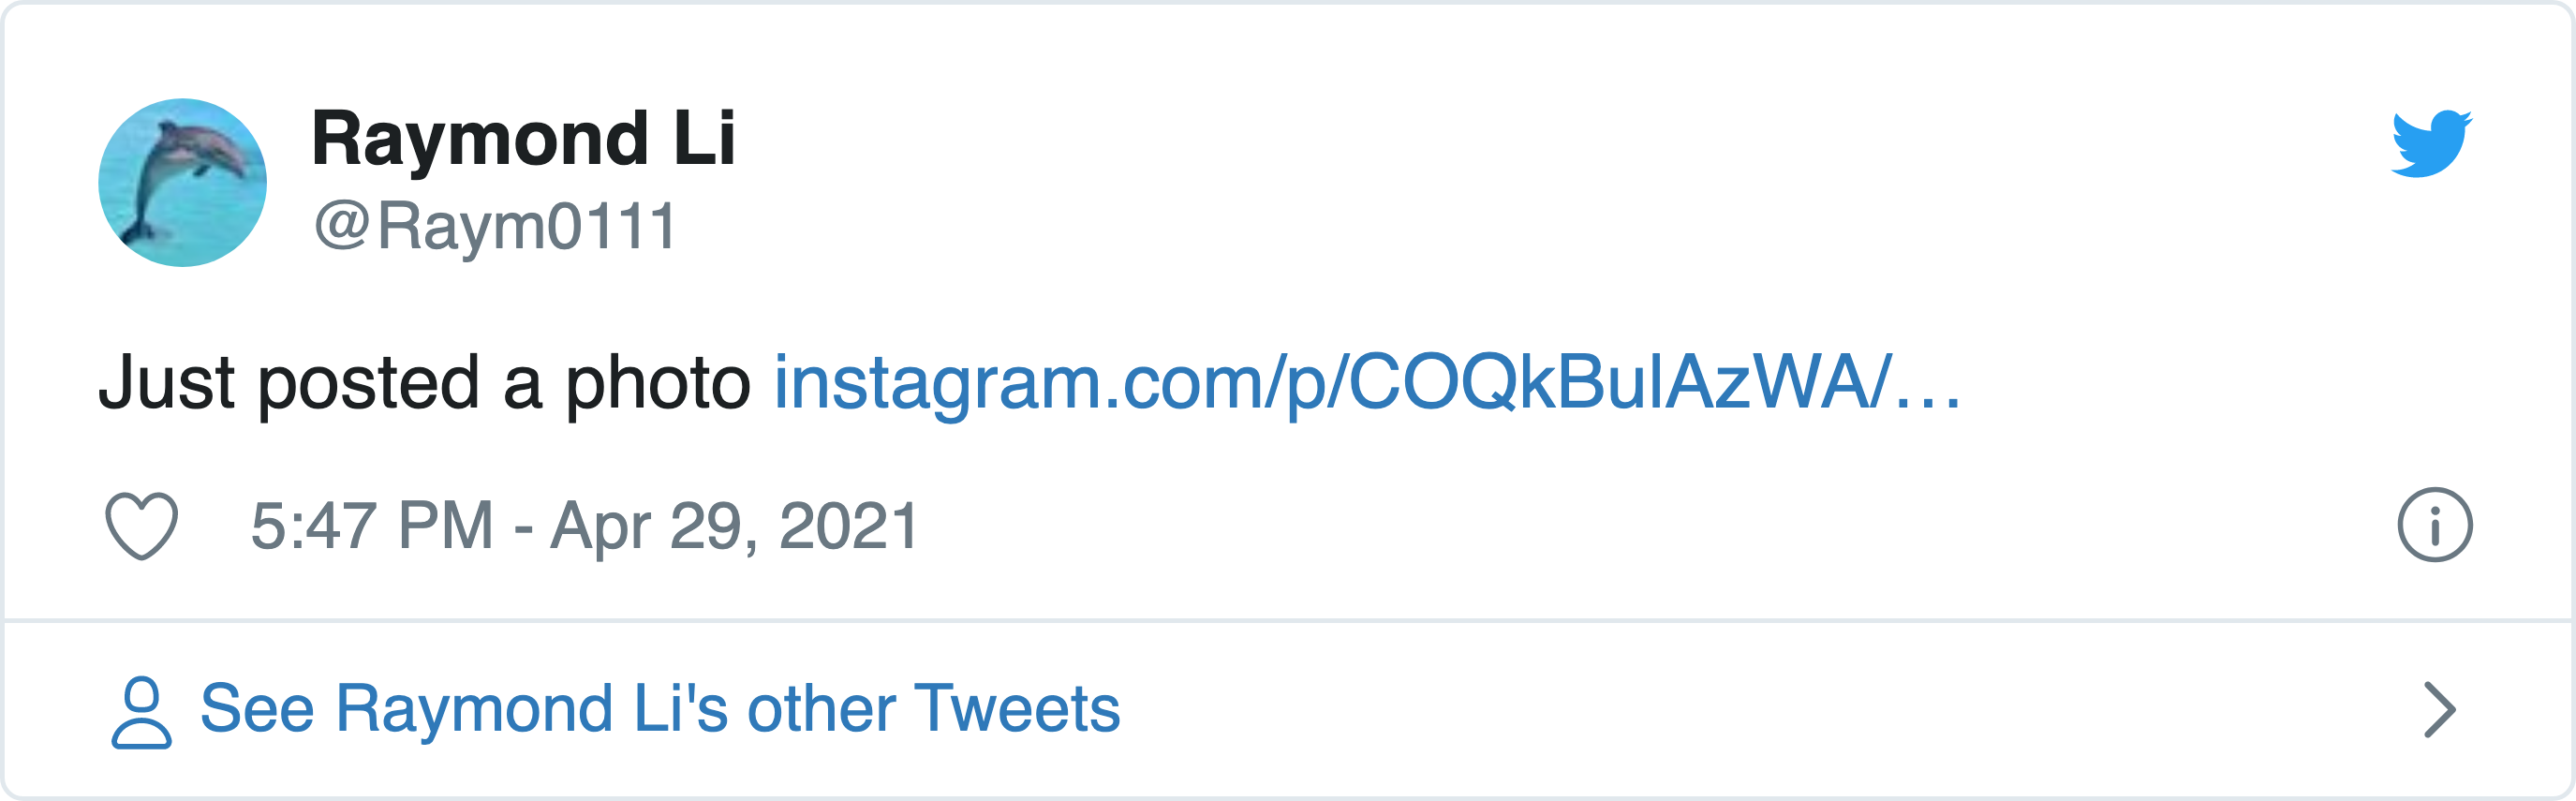 Raymond Li
@Raym0111
Just posted a photo instagram.com/p/COQkBulAzWA/…
5:47 PM - Apr 29, 2021
See Raymond Li's other Tweets